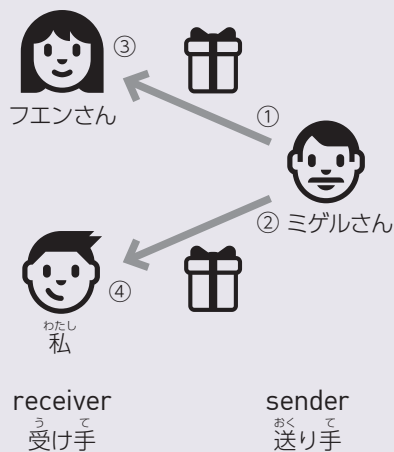 ③
フエンさん
①
② ミゲルさん
④
わたし
私
receiver
う て
受け手
sender
おく て
送り手